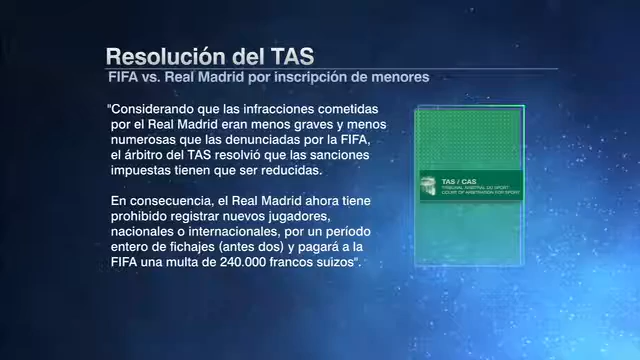 Resolución del TAS
FIFA vs. Real Madrid por inscripción de menores
"Considerando que las infracciones cometidas
por el Real Madrid eran menos graves y menos
numerosas que las denunciadas por la FIFA,
el árbitro del TAS resolvió que las sanciones
impuestas tienen que ser reducidas.
En consecuencia, el Real Madrid ahora tiene
prohibido registrar nuevos jugadores,
nacionales o internacionales, por un período
entero de fichajes (antes dos) y pagará a la
FIFA una multa de 240.000 francos suizos".
TAS / CAS
TRIBUNAL ARBITRAL DU SPORT
COURT OF ARBITRATION FOR SPORT